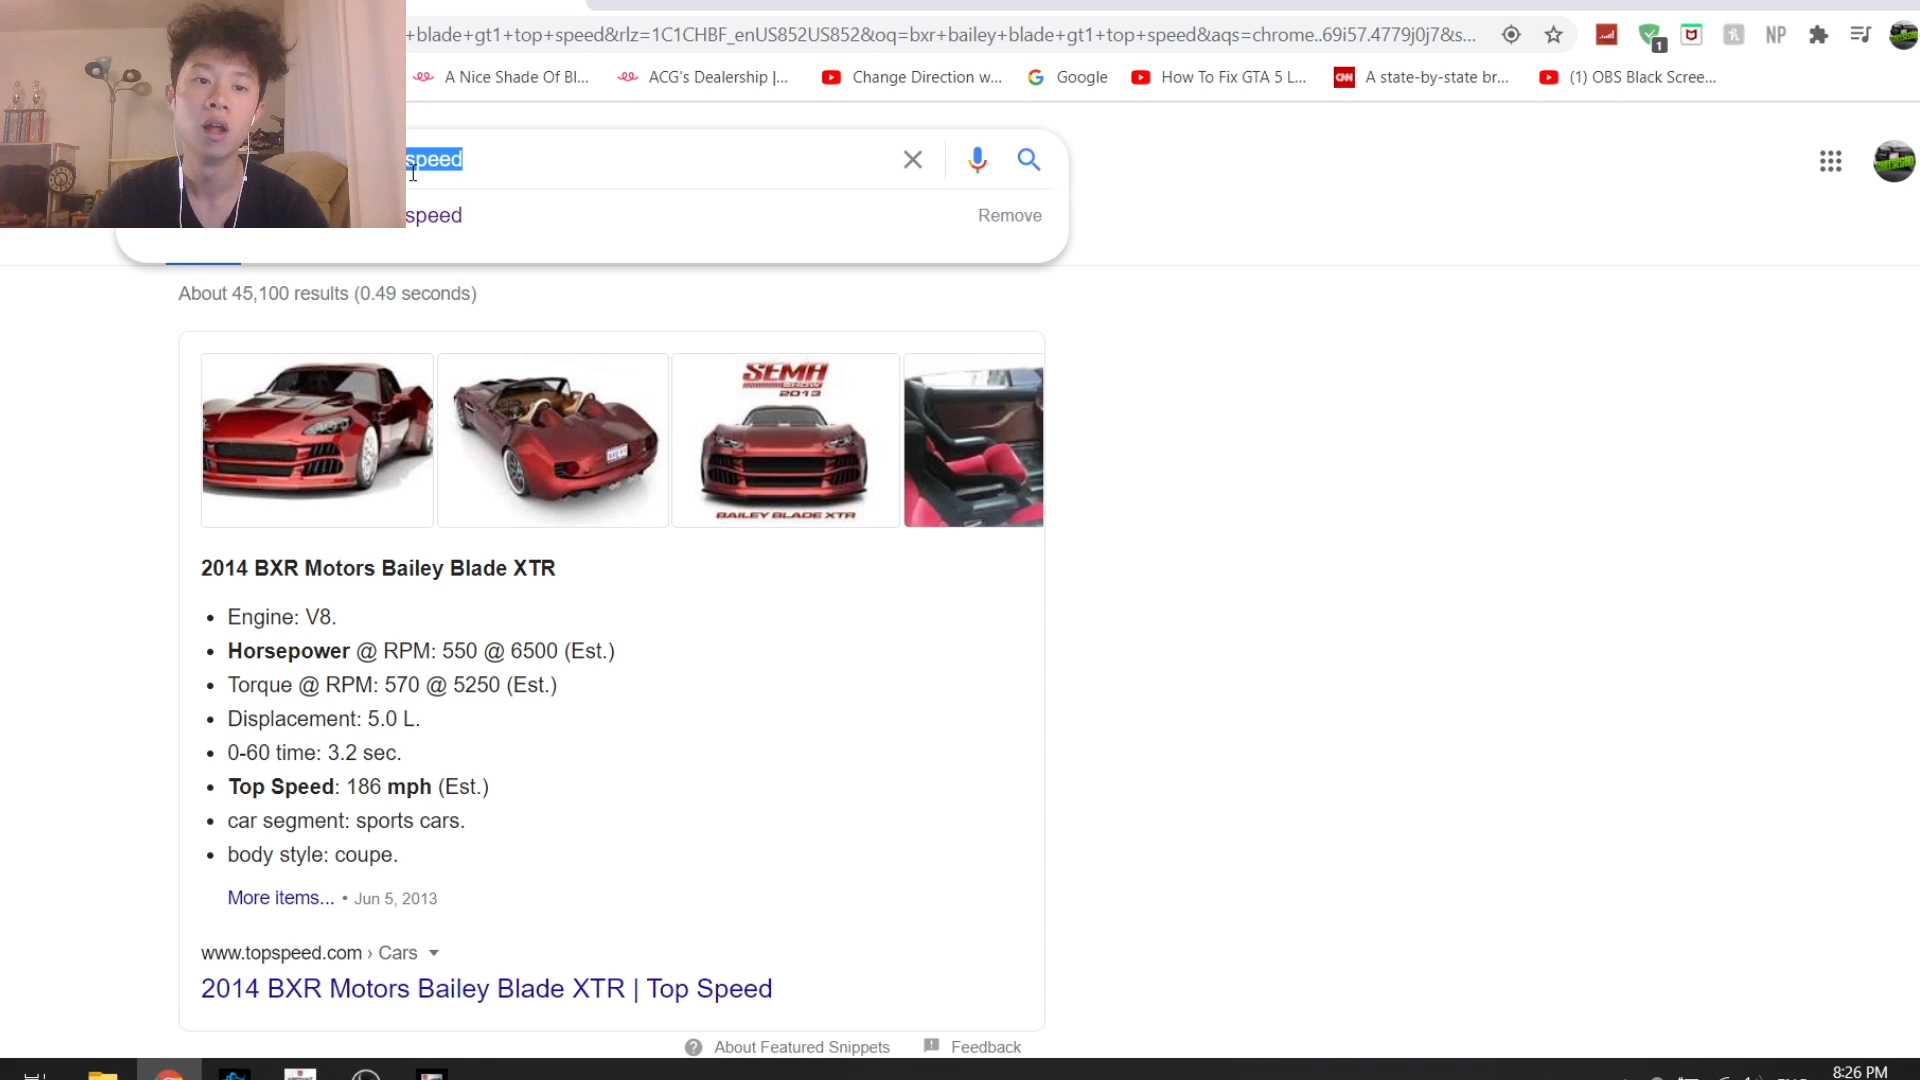 +blade+gt1+top+speed&rlz=1C1CHBF_enUS852US852&oq=bxr+bailey+blade+gt1+top+speed&aqs=chrome..69i57.4779j0j7&s...
1
NP
A Nice Shade Of Bl...
ACG's Dealership |...
Change Direction w...
Google
How To Fix GTA 5 L...
CNN
A state-by-state br...
(1) OBS Black Scree...
speed
speed
Remove
About 45,100 results (0.49 seconds)
SEMA
SHOW
2013
BAILEY BLADE XTR
2014 BXR Motors Bailey Blade XTR
• Engine: V8.
• Horsepower @ RPM: 550 @ 6500 (Est.)
• Torque @ RPM: 570 @ 5250 (Est.)
• Displacement: 5.0 L.
• 0-60 time: 3.2 sec.
• Top Speed: 186 mph (Est.)
• car segment: sports cars.
• body style: coupe.
More items... • Jun 5, 2013
www.topspeed.com › Cars
2014 BXR Motors Bailey Blade XTR | Top Speed
About Featured Snippets
Feedback
8:26 PM